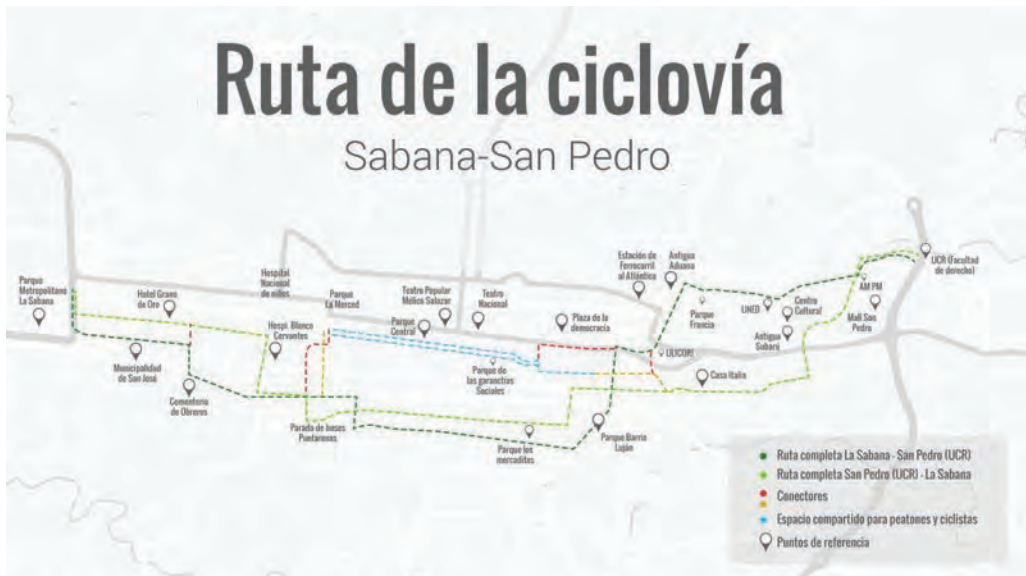 Ruta de la ciclovía
Sabana-San Pedro
Parque
Metropolitano
La Sabana
Hotel Grano
de Oro
Hospital
Nacional
de niños
Parque
La Merced
Teatro Popular
Mélico Salazar
Teatro
Nacional
Estación de
Ferrocarril
al Atlántico
Antigua
Aduana
UCR (Facultad
de derecho)
Municipalidad
de San José
Hospi. Blanco
Cervantes
Parque
Central
Plaza de la
democracia
Parque
Francia
UNED
Centro
Cultural
AM PM
Mall San
Pedro
Antigua
Subarú
Cementerio
de Obreros
Parque de
las garanctías
Sociales
ULICORI
Casa Italia
Parada de buses
Puntarenas
Parque los
mercaditos
Parque Barrio
Luján
Ruta completa La Sabana - San Pedro (UCR)
Ruta completa San Pedro (UCR) - La Sabana
Conectores
Espacio compartido para peatones y ciclistas
Puntos de referencia